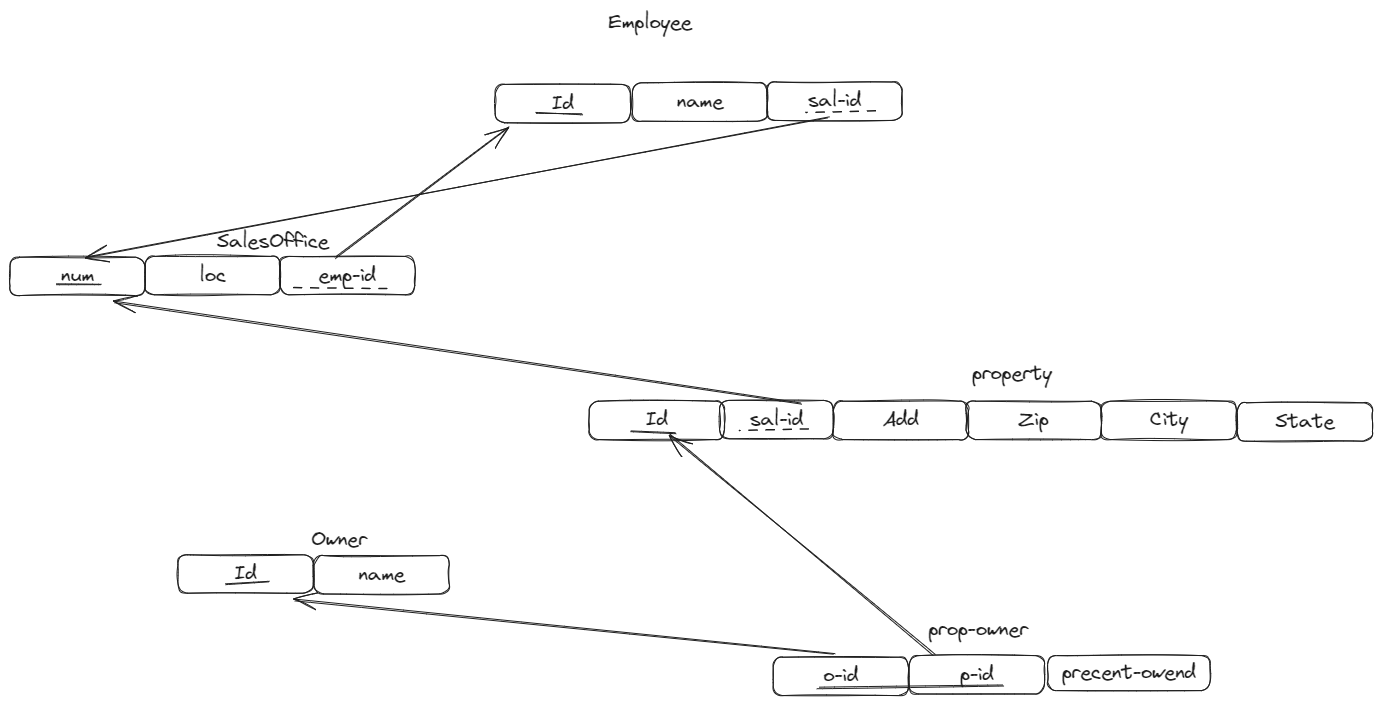 Employee
Id name sal-id
SalesOffice
num loc emp-id
property
Id sal-id Add Zip City State
Owner
Id name
prop-owner
o-id p-id precent-owend